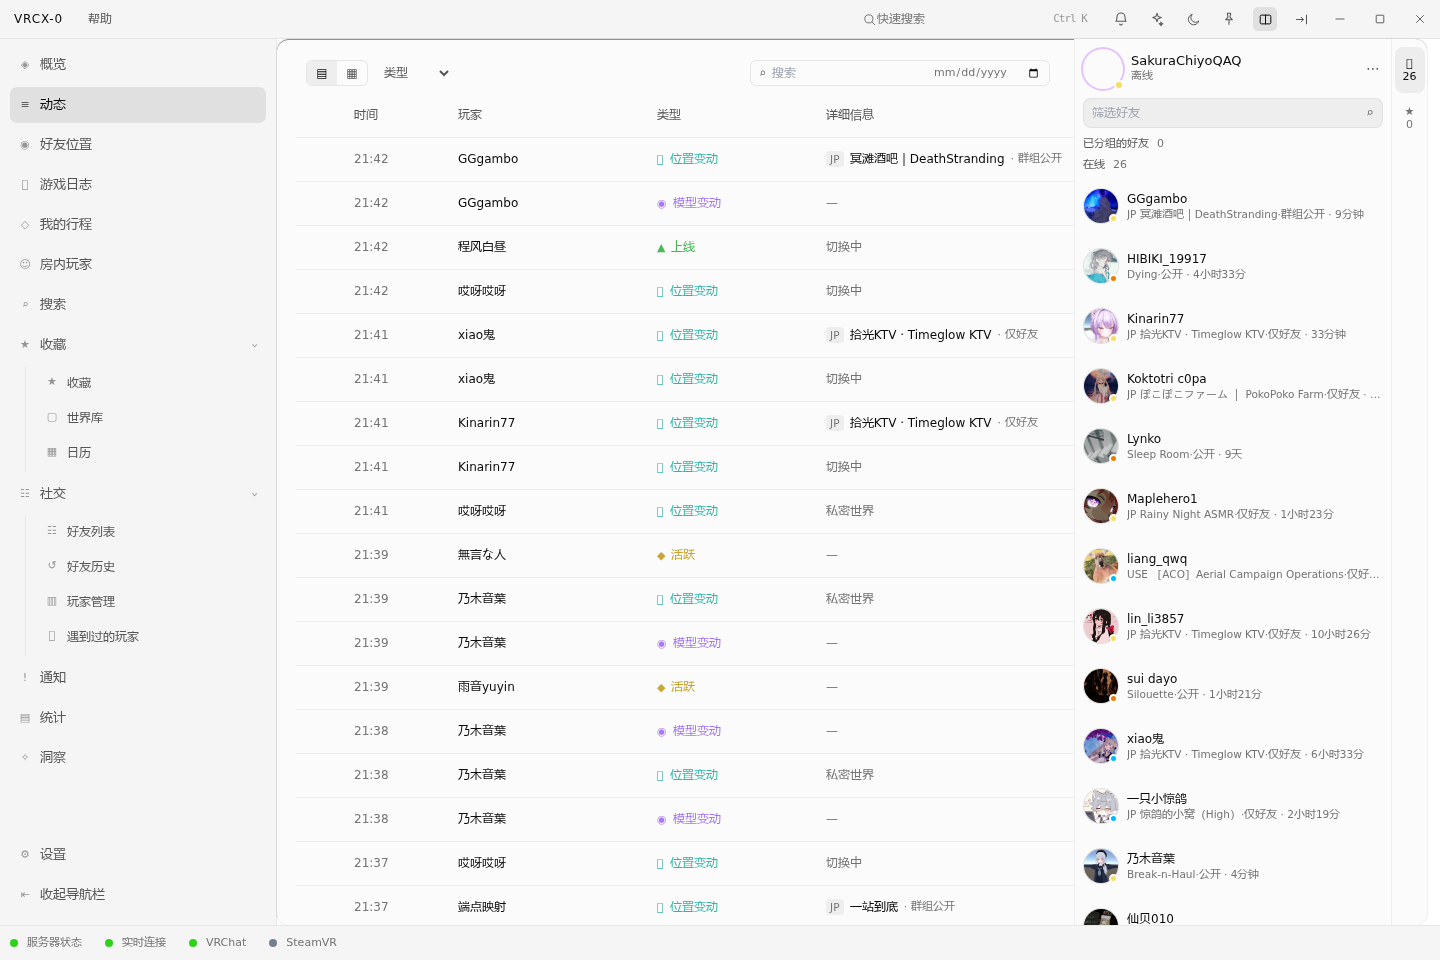 VRCX-0 帮助 快速搜索 Ctrl K
概览
动态
好友位置
游戏日志
我的行程
房内玩家
搜索
收藏
收藏
世界库
日历
社交
好友列表
好友历史
玩家管理
遇到过的玩家
通知
统计
洞察
设置
收起导航栏
类型 搜索 mm/dd/yyyy
时间 玩家 类型 详细信息
21:42 GGgambo 位置变动 JP 冥滩酒吧 | DeathStranding · 群组公开
21:42 GGgambo 模型变动 —
21:42 程风白昼 上线 切换中
21:42 哎呀哎呀 位置变动 切换中
21:41 xiao鬼 位置变动 JP 拾光KTV · Timeglow KTV · 仅好友
21:41 xiao鬼 位置变动 切换中
21:41 Kinarin77 位置变动 JP 拾光KTV · Timeglow KTV · 仅好友
21:41 Kinarin77 位置变动 切换中
21:41 哎呀哎呀 位置变动 私密世界
21:39 無言な人 活跃 —
21:39 乃木音葉 位置变动 私密世界
21:39 乃木音葉 模型变动 —
21:39 雨音yuyin 活跃 —
21:38 乃木音葉 模型变动 —
21:38 乃木音葉 位置变动 私密世界
21:38 乃木音葉 模型变动 —
21:37 哎呀哎呀 位置变动 切换中
21:37 端点映射 位置变动 JP 一站到底 · 群组公开
SakuraChiyoQAQ
离线
筛选好友
已分组的好友 0
在线 26
GGgambo
JP 冥滩酒吧 | DeathStranding·群组公开 · 9分钟
HIBIKI_19917
Dying·公开 · 4小时33分
Kinarin77
JP 拾光KTV · Timeglow KTV·仅好友 · 33分钟
Koktotri c0pa
JP ぽこぽこファーム | PokoPoko Farm·仅好友 · ...
Lynko
Sleep Room·公开 · 9天
Maplehero1
JP Rainy Night ASMR·仅好友 · 1小时23分
liang_qwq
USE [ACO] Aerial Campaign Operations·仅好...
lin_li3857
JP 拾光KTV · Timeglow KTV·仅好友 · 10小时26分
sui dayo
Silouette·公开 · 1小时21分
xiao鬼
JP 拾光KTV · Timeglow KTV·仅好友 · 6小时33分
一只小惊鸽
JP 惊鸽的小窝（High）·仅好友 · 2小时19分
乃木音葉
Break-n-Haul·公开 · 4分钟
仙贝010
26
0
服务器状态 实时连接 VRChat SteamVR